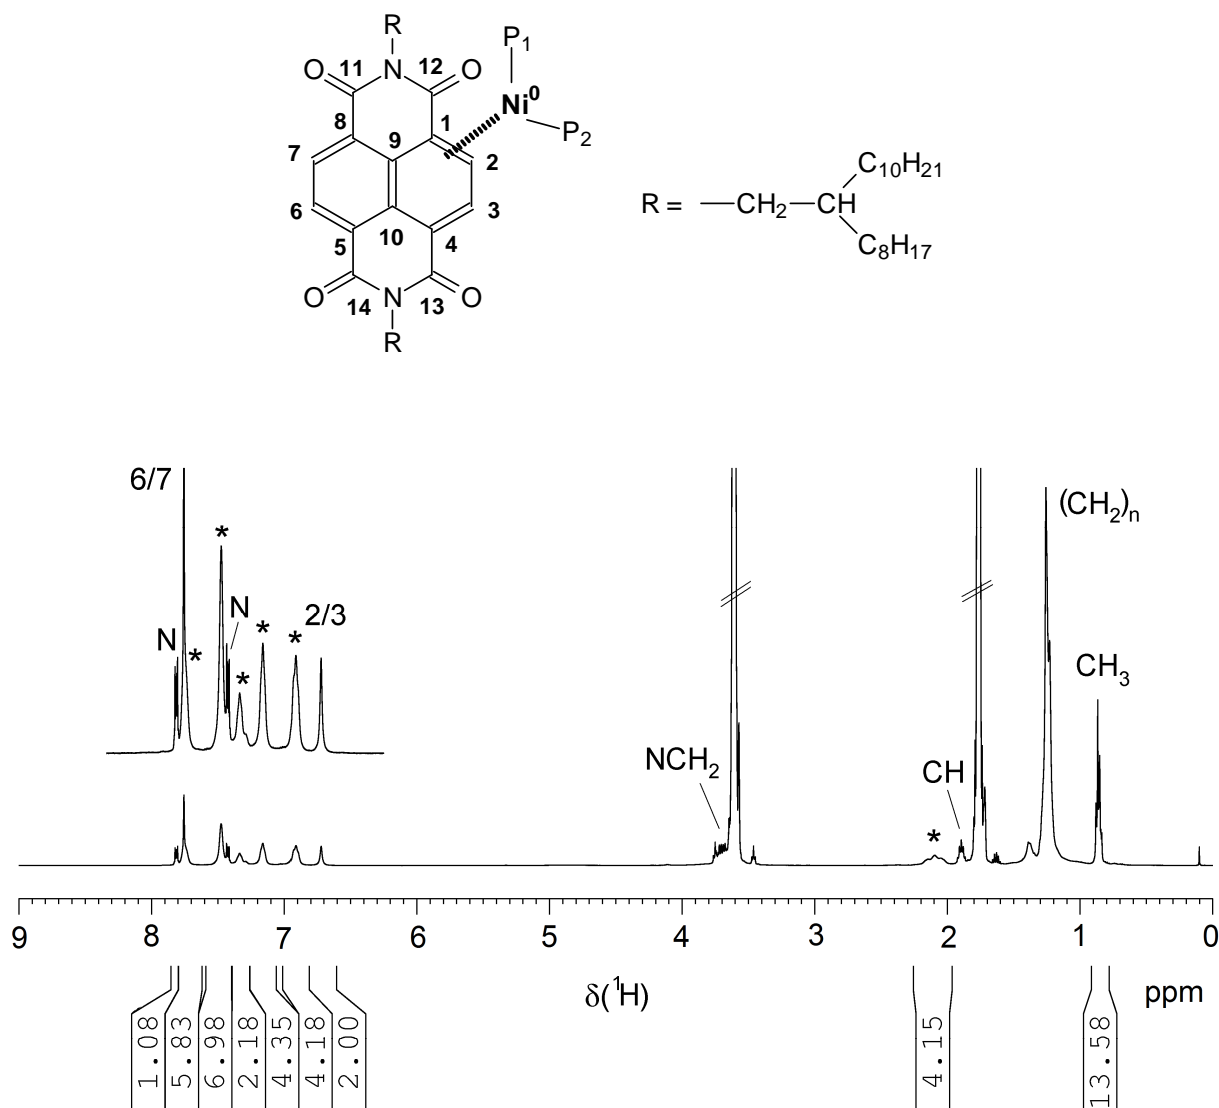 R
P1
O 11 N 12 O
Ni0
8 1 P2
9
7 2
C10H21
R = CH2 CH
6 3
10
5 4
C8H17
O 14 N 13 O
R
6/7
*
(CH2)n
N N 2/3
* * *
*
CH3
NCH2
CH
*
9 8 7 6 5 4 3 2 1 0
δ(1H) ppm
1.08
5.83
6.98
2.18
4.35
4.18
2.00
4.15
13.58